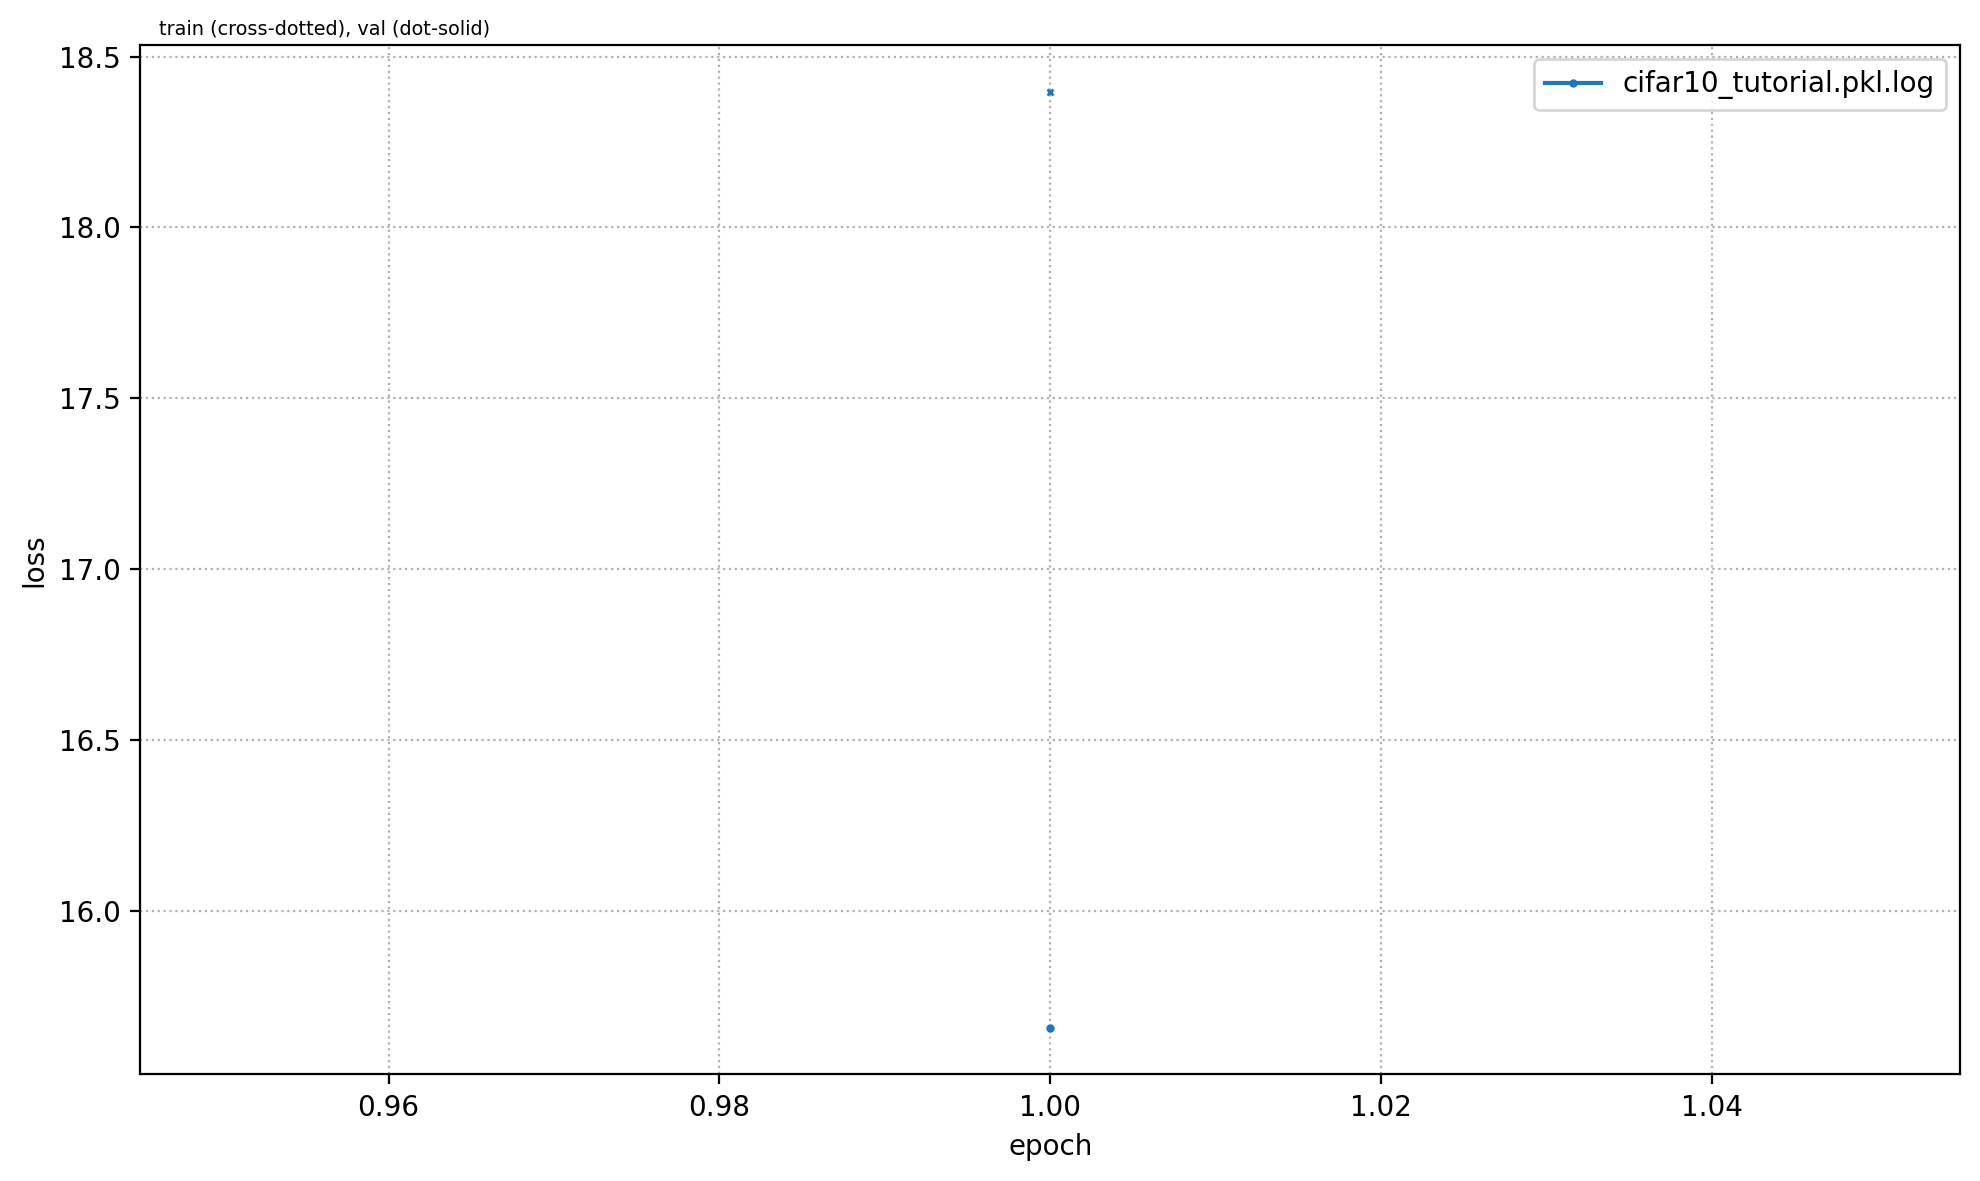 train (cross-dotted), val (dot-solid)
cifar10_tutorial.pkl.log
18.5
18.0
17.5
17.0
16.5
16.0
loss
0.96 0.98 1.00 1.02 1.04
epoch